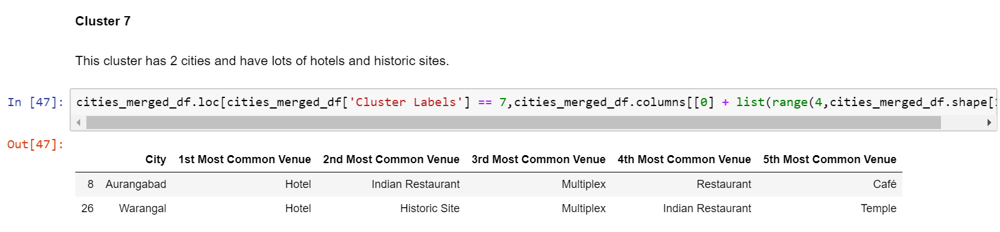 Cluster 7
This cluster has 2 cities and have lots of hotels and historic sites.
In [47]: cities_merged_df.loc[cities_merged_df['Cluster Labels'] == 7,cities_merged_df.columns[[0] + list(range(4,cities_merged_df.shape[
Out[47]:
City 1st Most Common Venue 2nd Most Common Venue 3rd Most Common Venue 4th Most Common Venue 5th Most Common Venue
8 Aurangabad Hotel Indian Restaurant Multiplex Restaurant Café
26 Warangal Hotel Historic Site Multiplex Indian Restaurant Temple